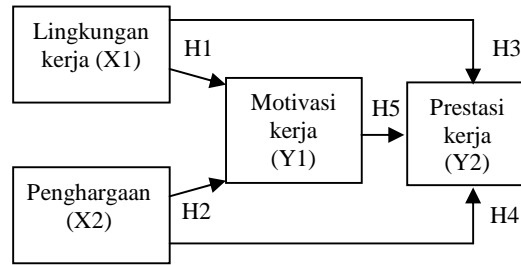 Lingkungan
kerja (X1)
H1
H3
Motivasi
kerja
(Y1)
H5
Prestasi
kerja
(Y2)
Penghargaan
(X2)
H2
H4